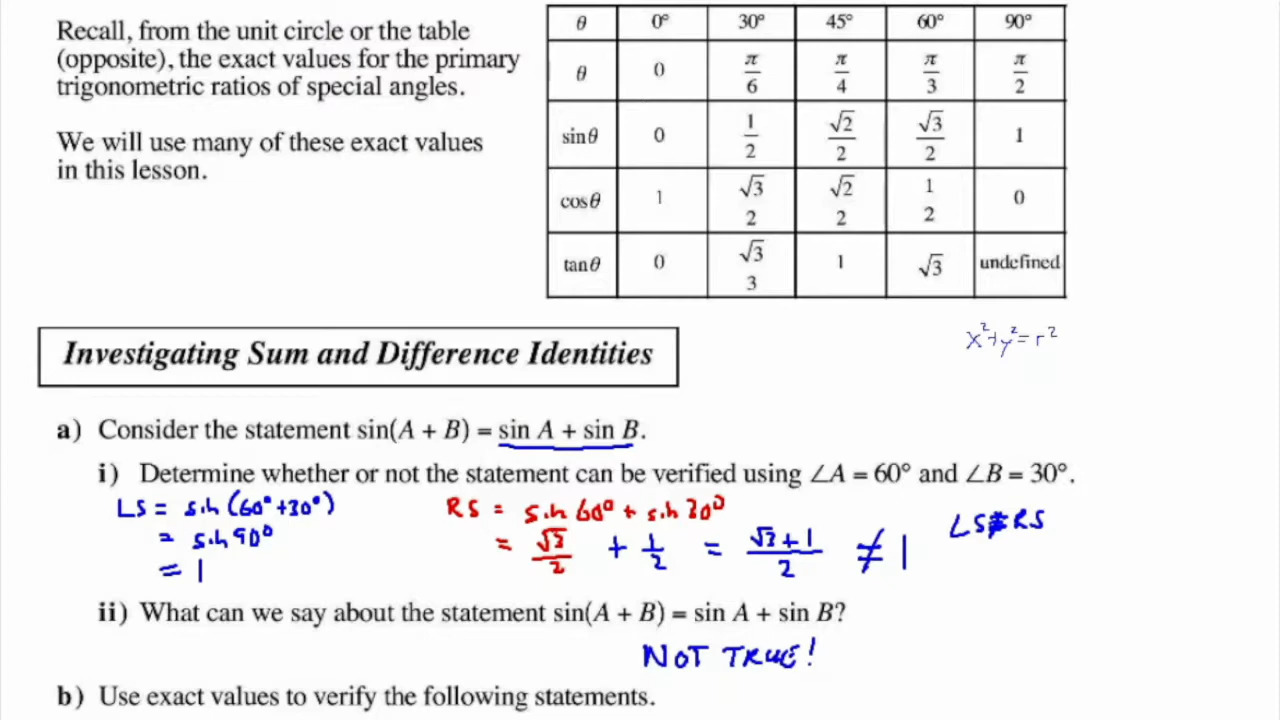 Recall, from the unit circle or the table
(opposite), the exact values for the primary
trigonometric ratios of special angles.
We will use many of these exact values
in this lesson.
θ 0° 30° 45° 60° 90°
θ 0 π/6 π/4 π/3 π/2
sinθ 0 1/2 √2/2 √3/2 1
cosθ 1 √3 2 √2 2 1 2 0
tanθ 0 √3 3 1 √3 undefined
x²+y²=r²
Investigating Sum and Difference Identities
a) Consider the statement sin(A + B) = sin A + sin B.
i) Determine whether or not the statement can be verified using ∠A = 60° and ∠B = 30°.
LS = sin (60°+30°) RS = sin 60° + sin 30°
= sin 90° = √3/2 + 1/2 = √3+1/2 ≠ 1 LS≠RS
= 1
ii) What can we say about the statement sin(A + B) = sin A + sin B?
NOT TRUE!
b) Use exact values to verify the following statements.